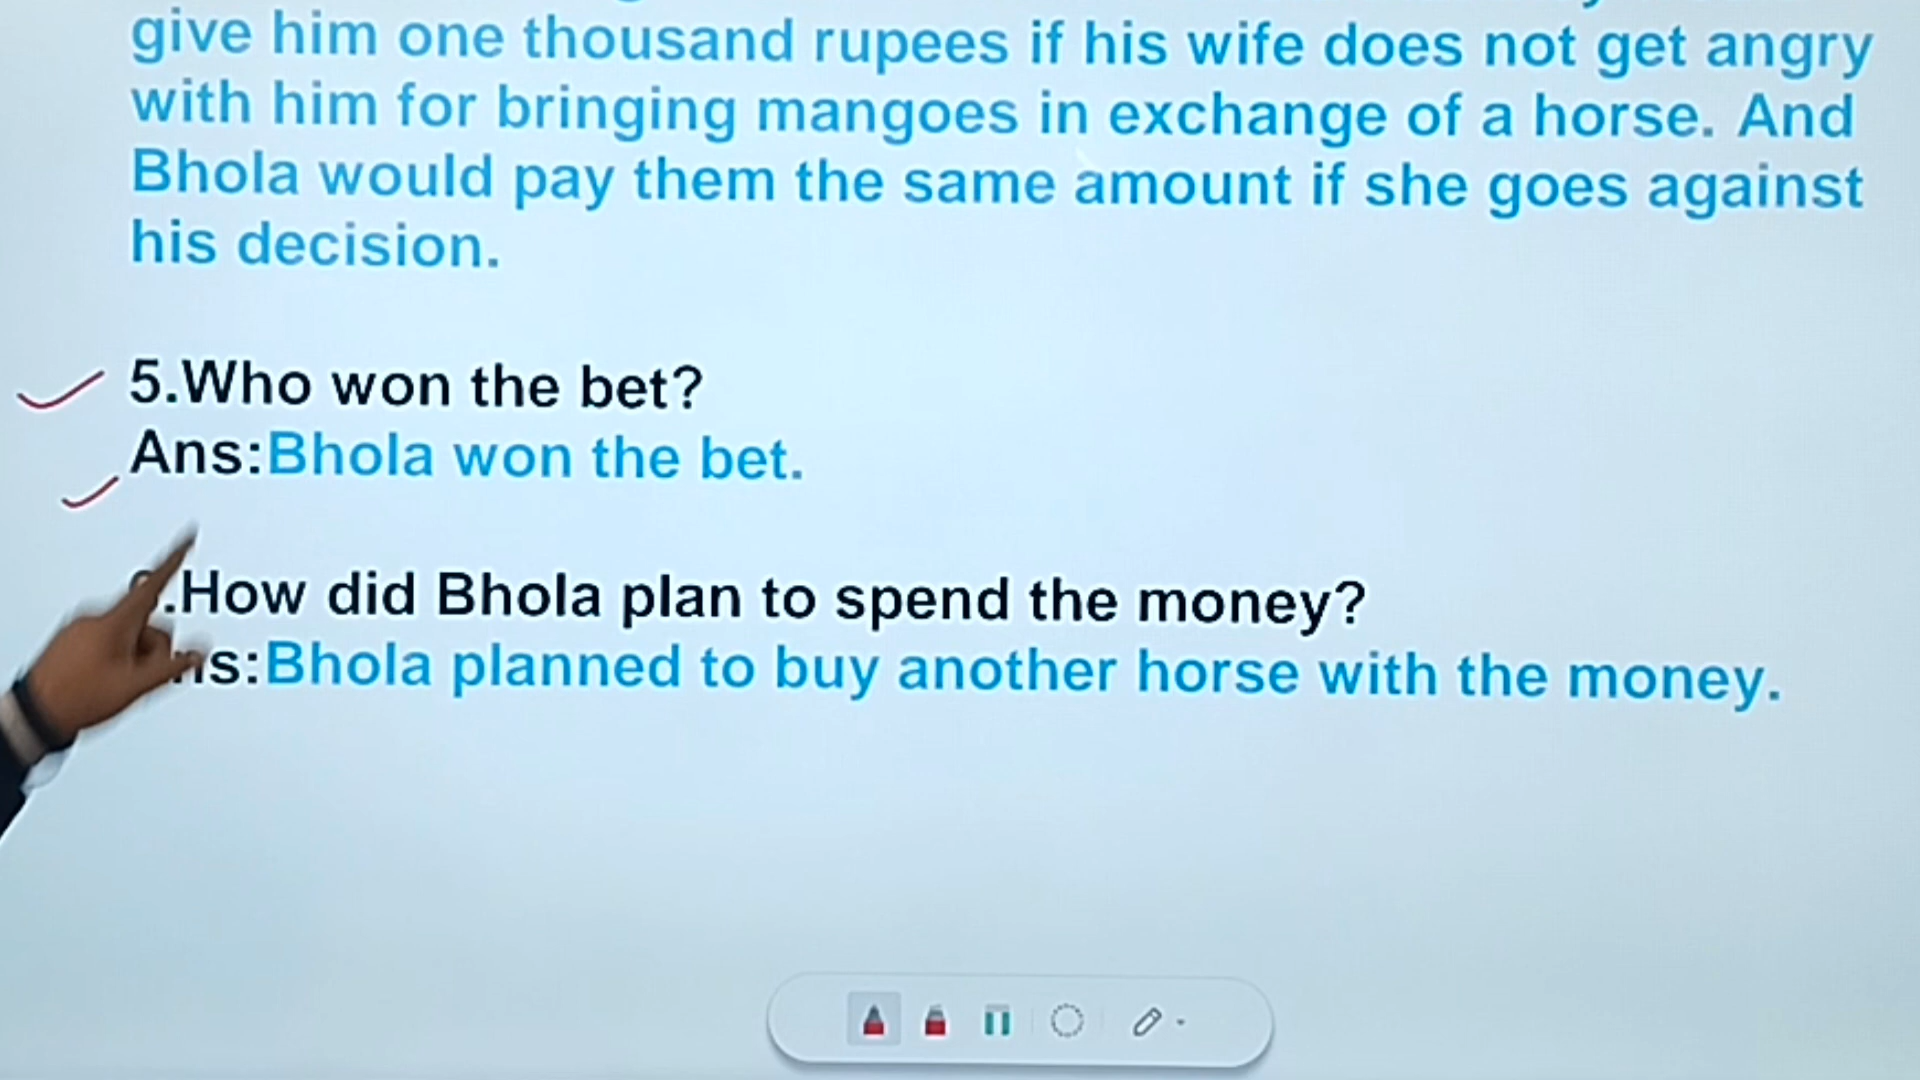 give him one thousand rupees if his wife does not get angry
with him for bringing mangoes in exchange of a horse. And
Bhola would pay them the same amount if she goes against
his decision.
5.Who won the bet?
Ans:Bhola won the bet.
.How did Bhola plan to spend the money?
ns:Bhola planned to buy another horse with the money.